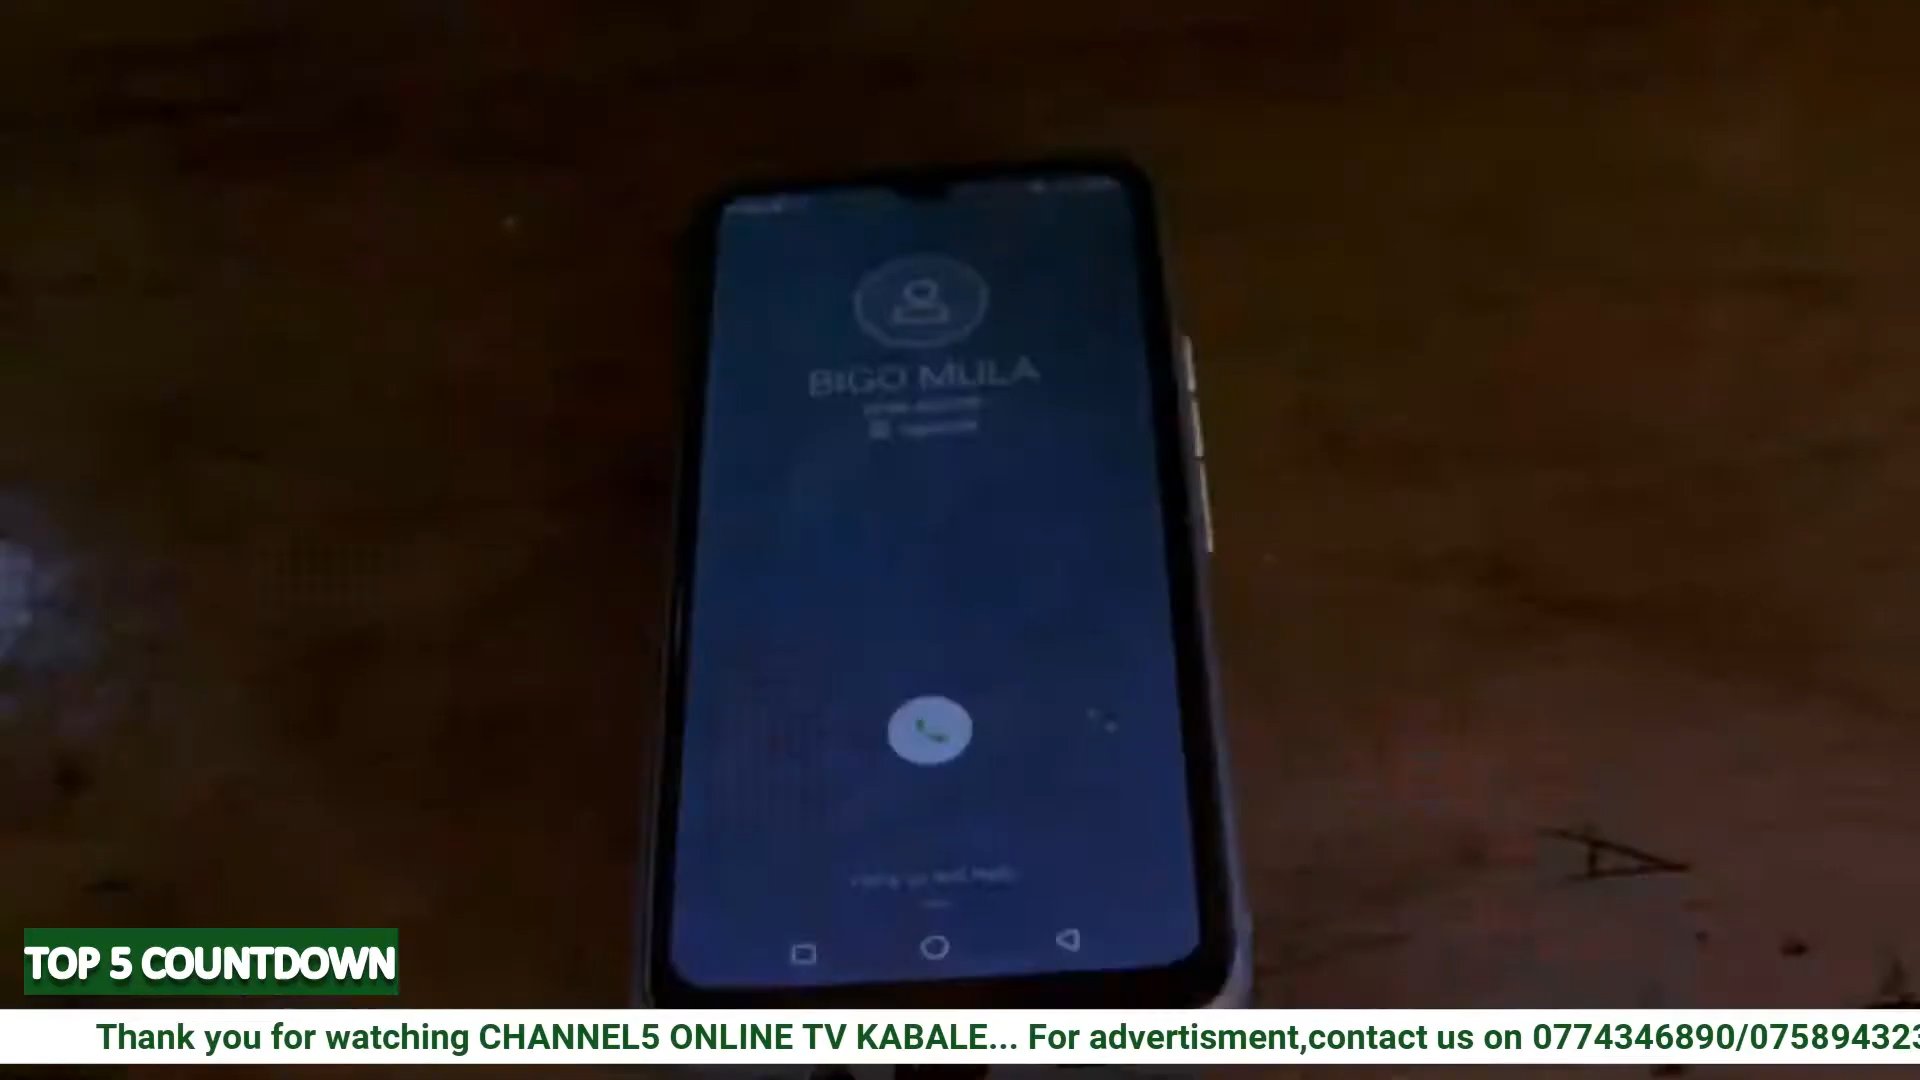 BIGO MULA
TOP 5 COUNTDOWN
Thank you for watching CHANNEL5 ONLINE TV KABALE... For advertisment,contact us on 0774346890/075894323